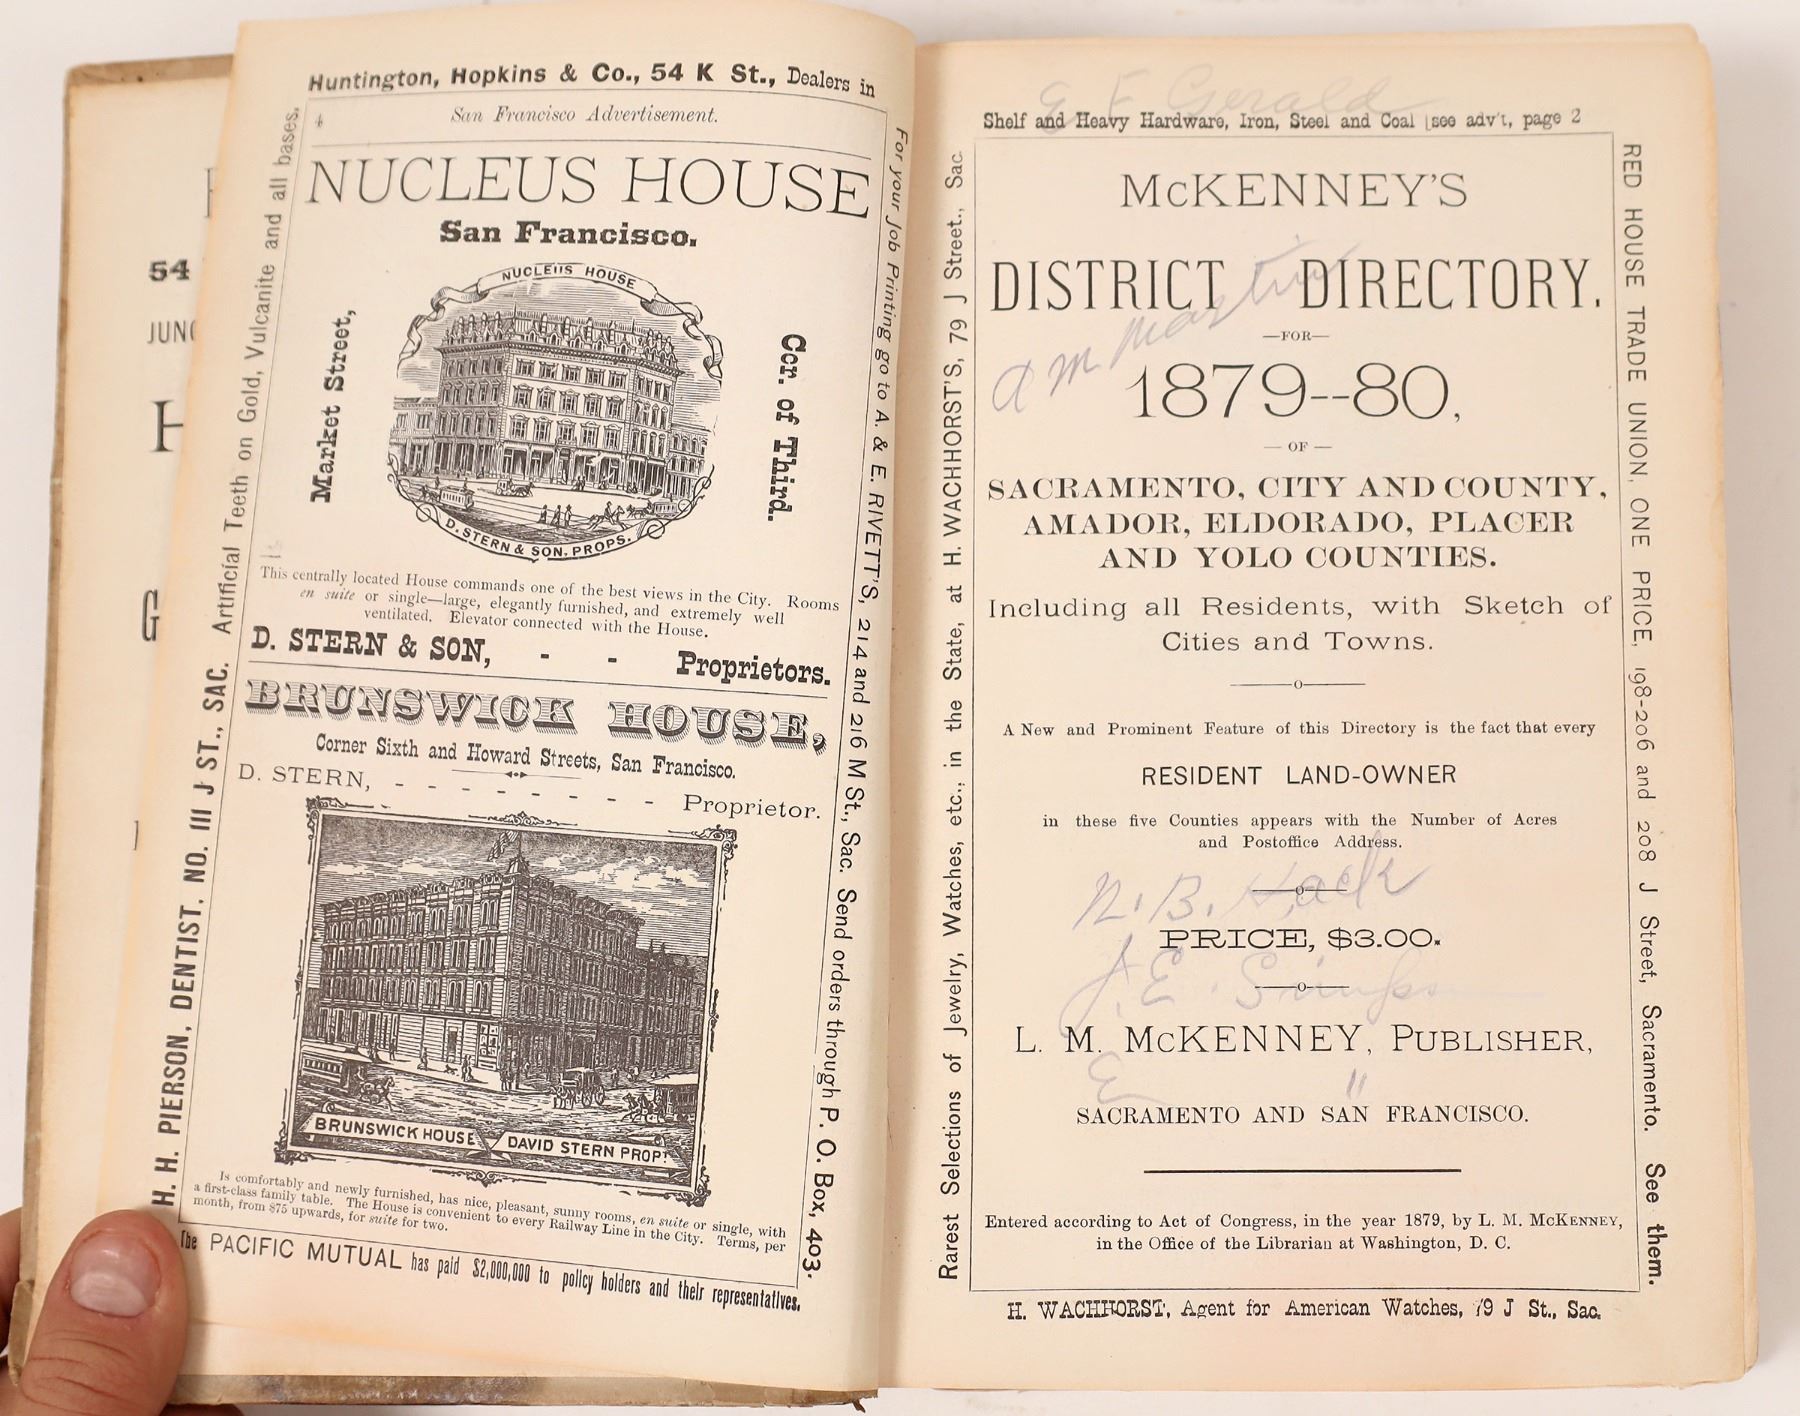 54
JUNC
H
G
Huntington, Hopkins & Co., 54 K St., Dealers in
4
San Francisco Advertisement.
NUCLEUS HOUSE
San Francisco.
Market Street,
NUCLEUS HOUSE
D. STERN & SON. PROPS.
Cor. of Third.
This centrally located House commands one of the best views in the City. Rooms
en suite or single—large, elegantly furnished, and extremely well
ventilated. Elevator connected with the House.
D. STERN & SON, - - Proprietors.
BRUNSWICK HOUSE,
Corner Sixth and Howard Streets, San Francisco.
D. STERN, - - - - - - - - Proprietor.
BRUNSWICK HOUSE DAVID STERN PROPT
Is comfortably and newly furnished, has nice, pleasant, sunny rooms, en suite or single, with
a first-class family table. The House is convenient to every Railway Line in the City. Terms, per
month, from $75 upwards, for suite for two.
The PACIFIC MUTUAL has paid $2,000,000 to policy holders and their representatives.
H. H. PIERSON, DENTIST, NO. 111 J ST., SAC. Artificial Teeth on Gold, Vulcanite and all bases.
For your Job Printing go to A. & E. RIVETT'S, 214 and 216 M St., Sac. Send orders through P. O. Box, 403.
E F Gerald
Shelf and Heavy Hardware, Iron, Steel and Coal (see adv't, page 2
Rarest Selections of Jewelry, Watches, etc., in the State, at H. WACHHORST'S, 79 J Street., Sac.
McKENNEY'S
DISTRICT DIRECTORY.
—FOR—
a M Martin
1879--80,
—OF—
SACRAMENTO, CITY AND COUNTY,
AMADOR, ELDORADO, PLACER
AND YOLO COUNTIES.
Including all Residents, with Sketch of
Cities and Towns.
A New and Prominent Feature of this Directory is the fact that every
RESIDENT LAND-OWNER
in these five Counties appears with the Number of Acres
and Postoffice Address.
N. B. Hack
PRICE, $3.00.
J. E. Simpson
L. M. McKENNEY, PUBLISHER,
"
SACRAMENTO AND SAN FRANCISCO.
Entered according to Act of Congress, in the year 1879, by L. M. McKENNEY,
in the Office of the Librarian at Washington, D. C.
H. WACHHORST, Agent for American Watches, 79 J St., Sac.
RED HOUSE TRADE UNION, ONE PRICE, 198-206 and 208 J Street, Sacramento. See them.